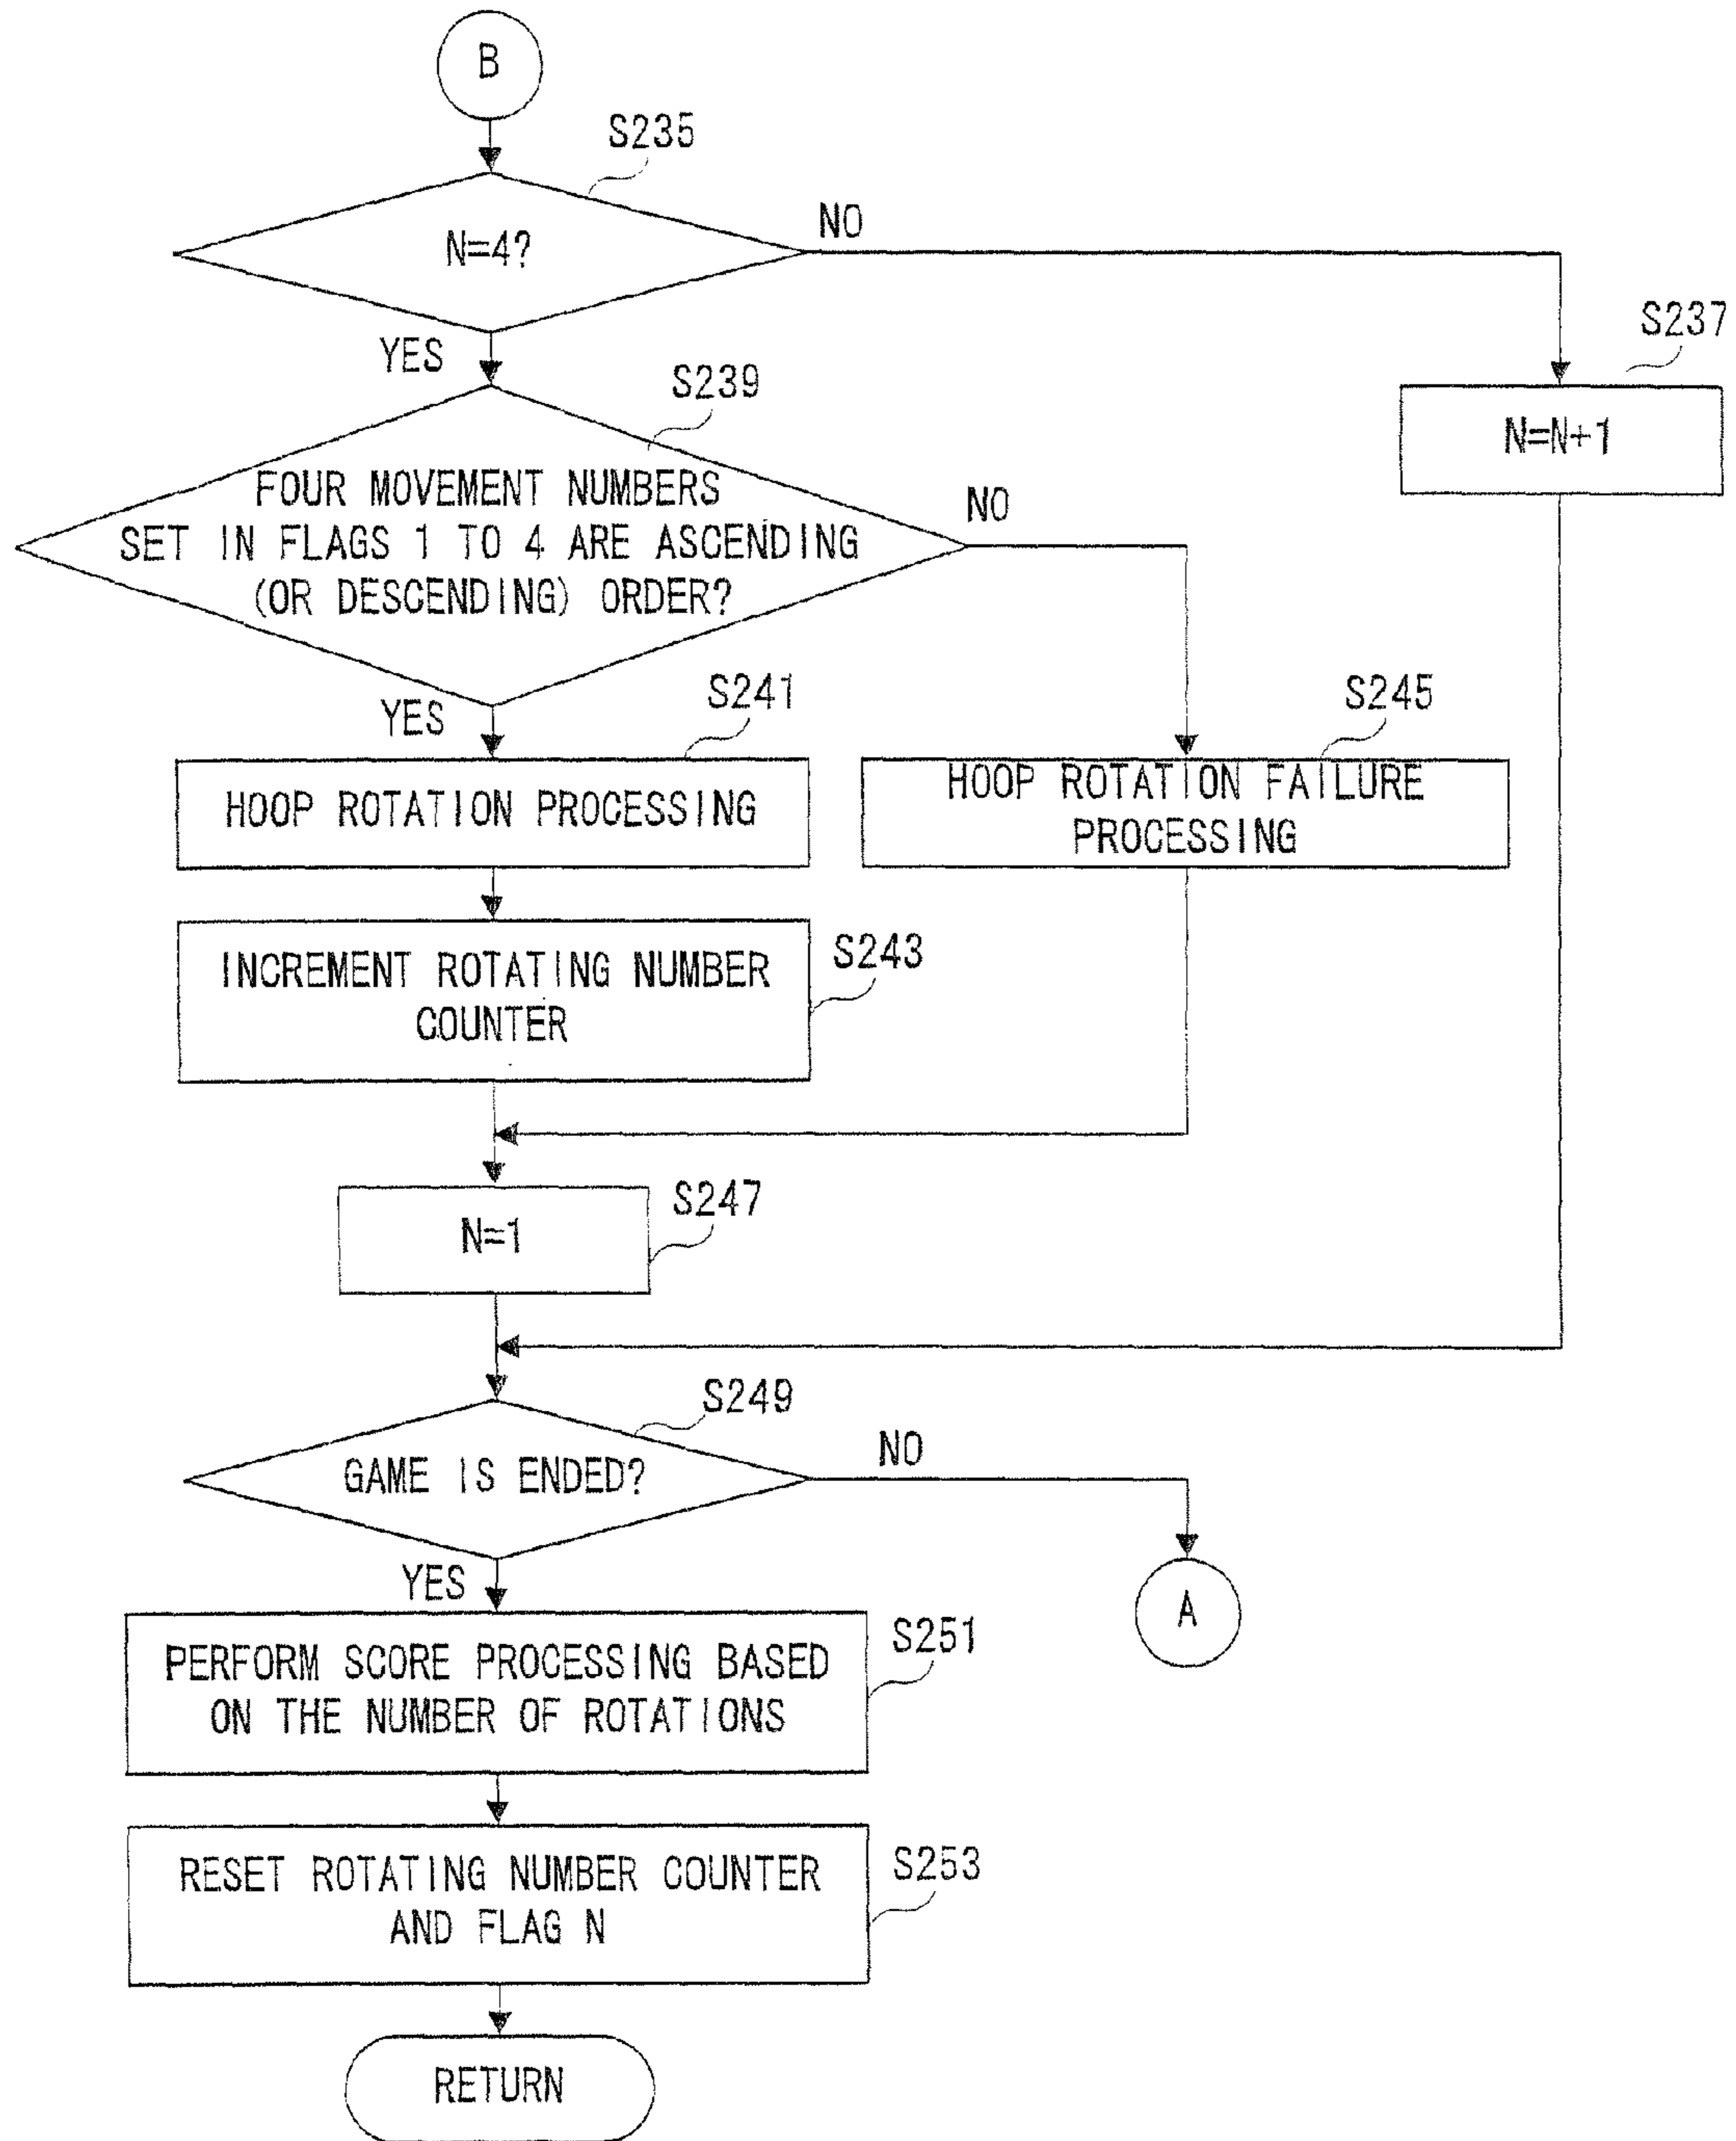 B
S235
N=4?
NO
S237
YES
N=N+1
S239
FOUR MOVEMENT NUMBERS
SET IN FLAGS 1 TO 4 ARE ASCENDING
(OR DESCENDING) ORDER?
NO
YES
S241
S245
HOOP ROTATION PROCESSING
HOOP ROTATION FAILURE
PROCESSING
S243
INCREMENT ROTATING NUMBER
COUNTER
S247
N=1
S249
GAME IS ENDED?
NO
YES
A
S251
PERFORM SCORE PROCESSING BASED
ON THE NUMBER OF ROTATIONS
S253
RESET ROTATING NUMBER COUNTER
AND FLAG N
RETURN